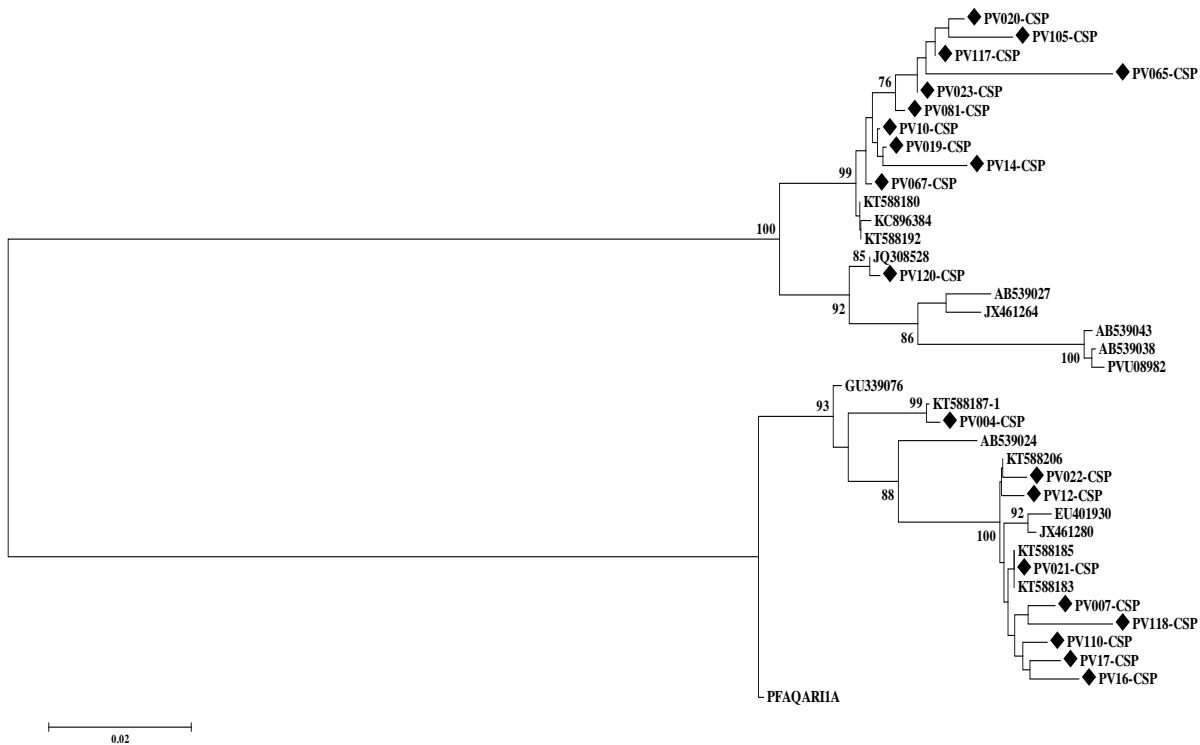 PV020-CSP
PV105-CSP
PV117-CSP
PV065-CSP
76
PV023-CSP
PV081-CSP
PV10-CSP
PV019-CSP
PV14-CSP
99
PV067-CSP
KT588180
KC896384
100
KT588192
85
JQ308528
PV120-CSP
AB539027
92
JX461264
AB539043
86
AB539038
100
PVU08982
GU339076
93
99
KT588187-1
PV004-CSP
AB539024
KT588206
PV022-CSP
88
PV12-CSP
92
EU401930
100
JX461280
KT588185
PV021-CSP
KT588183
PV007-CSP
PV118-CSP
PV110-CSP
PV17-CSP
PV16-CSP
PFAQARI1A
0.02